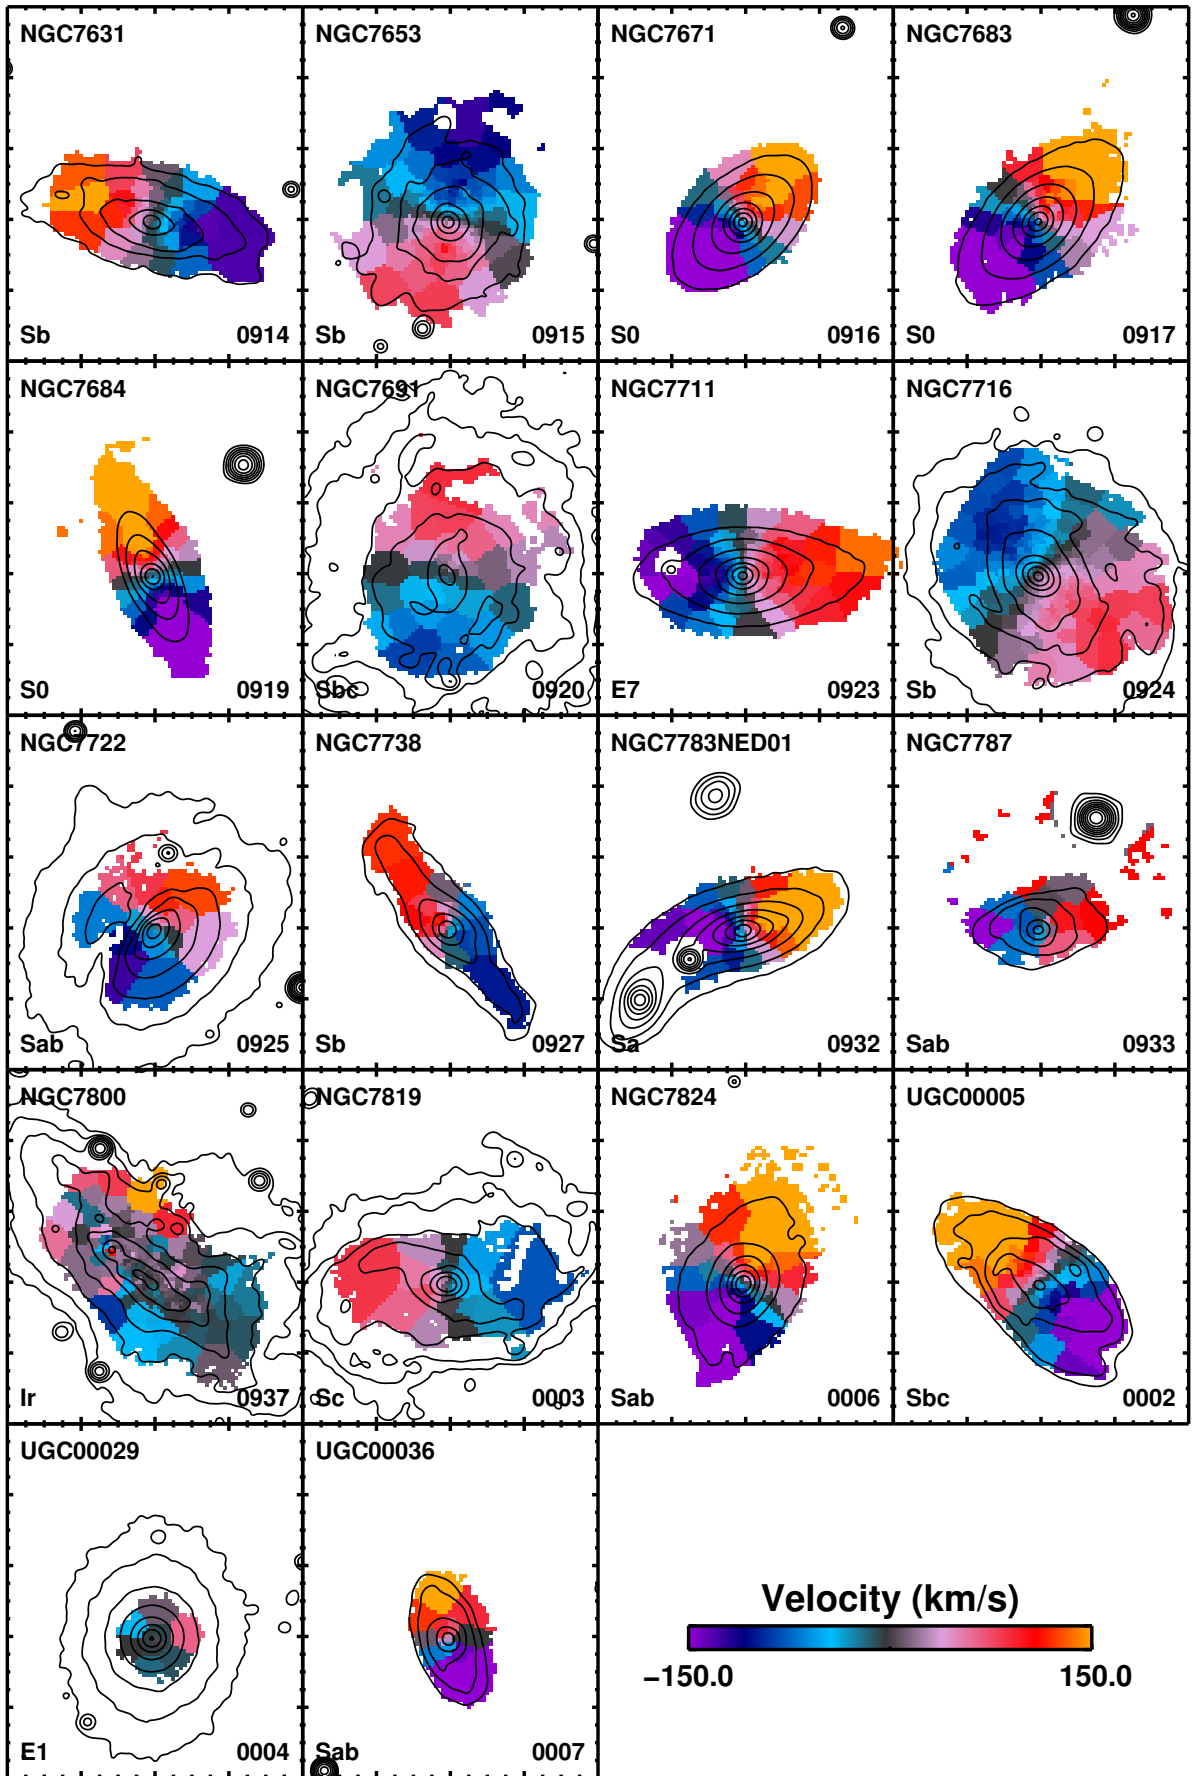 NGC7631 NGC7653 NGC7671 NGC7683
Sb 0914 Sb 0915 S0 0916 S0 0917
NGC7684 NGC7691 NGC7711 NGC7716
S0 0919 Sbc 0920 E7 0923 Sb 0924
NGC7722 NGC7738 NGC7783NED01 NGC7787
Sab 0925 Sb 0927 Sa 0932 Sab 0933
NGC7800 NGC7819 NGC7824 UGC00005
Ir 0937 Sc 0003 Sab 0006 Sbc 0002
UGC00029 UGC00036
Velocity (km/s)
−150.0 150.0
E1 0004 Sab 0007